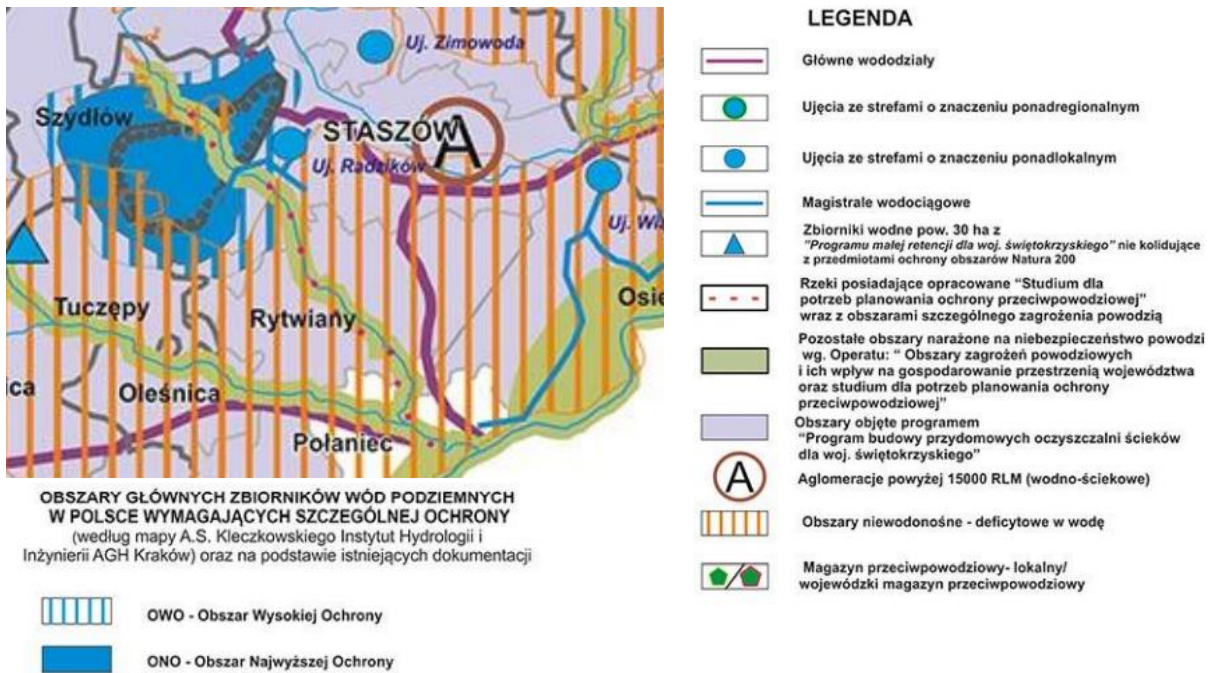 Uj. Zimowoda
Szydłów
STASZÓW
A
Uj. Radzików
Uj. Wią
Tuczępy
Rytwiany
Osie
ica
Oleśnica
Połaniec
OBSZARY GŁÓWNYCH ZBIORNIKÓW WÓD PODZIEMNYCH
W POLSCE WYMAGAJĄCYCH SZCZEGÓLNEJ OCHRONY
(według mapy A.S. Kleczkowskiego Instytut Hydrologii i
Inżynierii AGH Kraków) oraz na podstawie istniejących dokumentacji
OWO - Obszar Wysokiej Ochrony
ONO - Obszar Najwyższej Ochrony
LEGENDA
Główne wododziały
Ujęcia ze strefami o znaczeniu ponadregionalnym
Ujęcia ze strefami o znaczeniu ponadlokalnym
Magistrale wodociągowe
Zbiorniki wodne pow. 30 ha z
"Programu małej retencji dla woj. świętokrzyskiego" nie kolidujące
z przedmiotami ochrony obszarów Natura 200
Rzeki posiadające opracowane “Studium dla
potrzeb planowania ochrony przeciwpowodziowej”
wraz z obszarami szczególnego zagrożenia powodzią
Pozostałe obszary narażone na niebezpieczeństwo powodzi
wg. Operatu: “ Obszary zagrożeń powodziowych
i ich wpływ na gospodarowanie przestrzenią województwa
oraz studium dla potrzeb planowania ochrony
przeciwpowodziowej”
Obszary objęte programem
“Program budowy przydomowych oczyszczalni ścieków
dla woj. świętokrzyskiego”
A
Aglomeracje powyżej 15000 RLM (wodno-ściekowe)
Obszary niewodonośne - deficytowe w wodę
Magazyn przeciwpowodziowy- lokalny/
wojewódzki magazyn przeciwpowodziowy